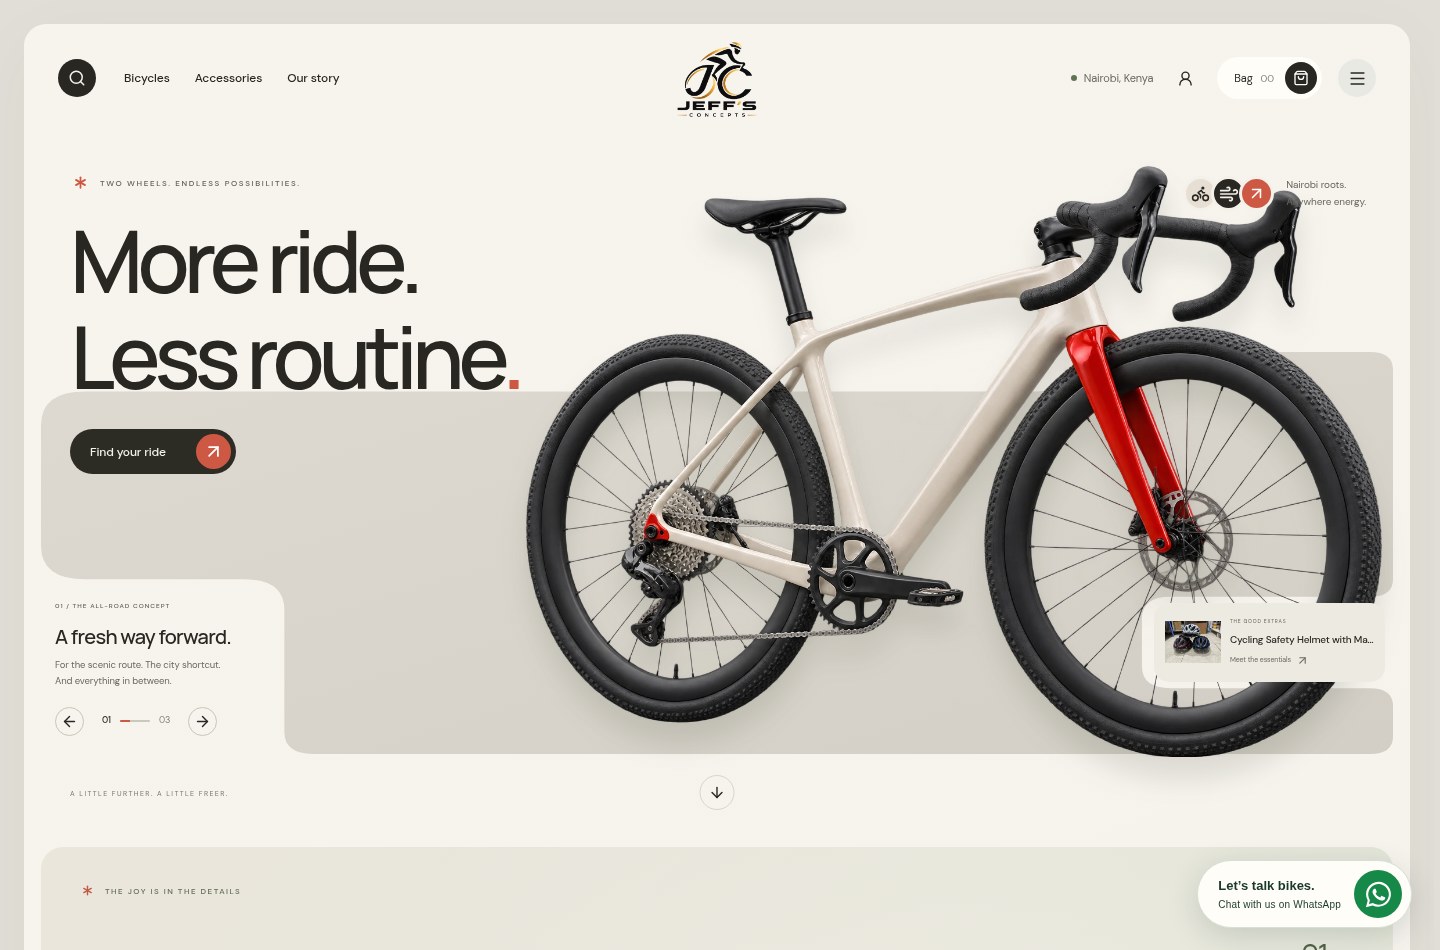 Bicycles
Accessories
Our story
JC
JEFF'S
CONCEPTS
Nairobi, Kenya
Bag 00
TWO WHEELS. ENDLESS POSSIBILITIES.
Nairobi roots.
ywhere energy.
More ride.
Less routine.
Find your ride
01 / THE ALL-ROAD CONCEPT
A fresh way forward.
For the scenic route. The city shortcut.
And everything in between.
01
03
THE GOOD EXTRAS
Cycling Safety Helmet with Ma...
Meet the essentials
A LITTLE FURTHER. A LITTLE FREER.
THE JOY IS IN THE DETAILS
Let's talk bikes.
Chat with us on WhatsApp
01